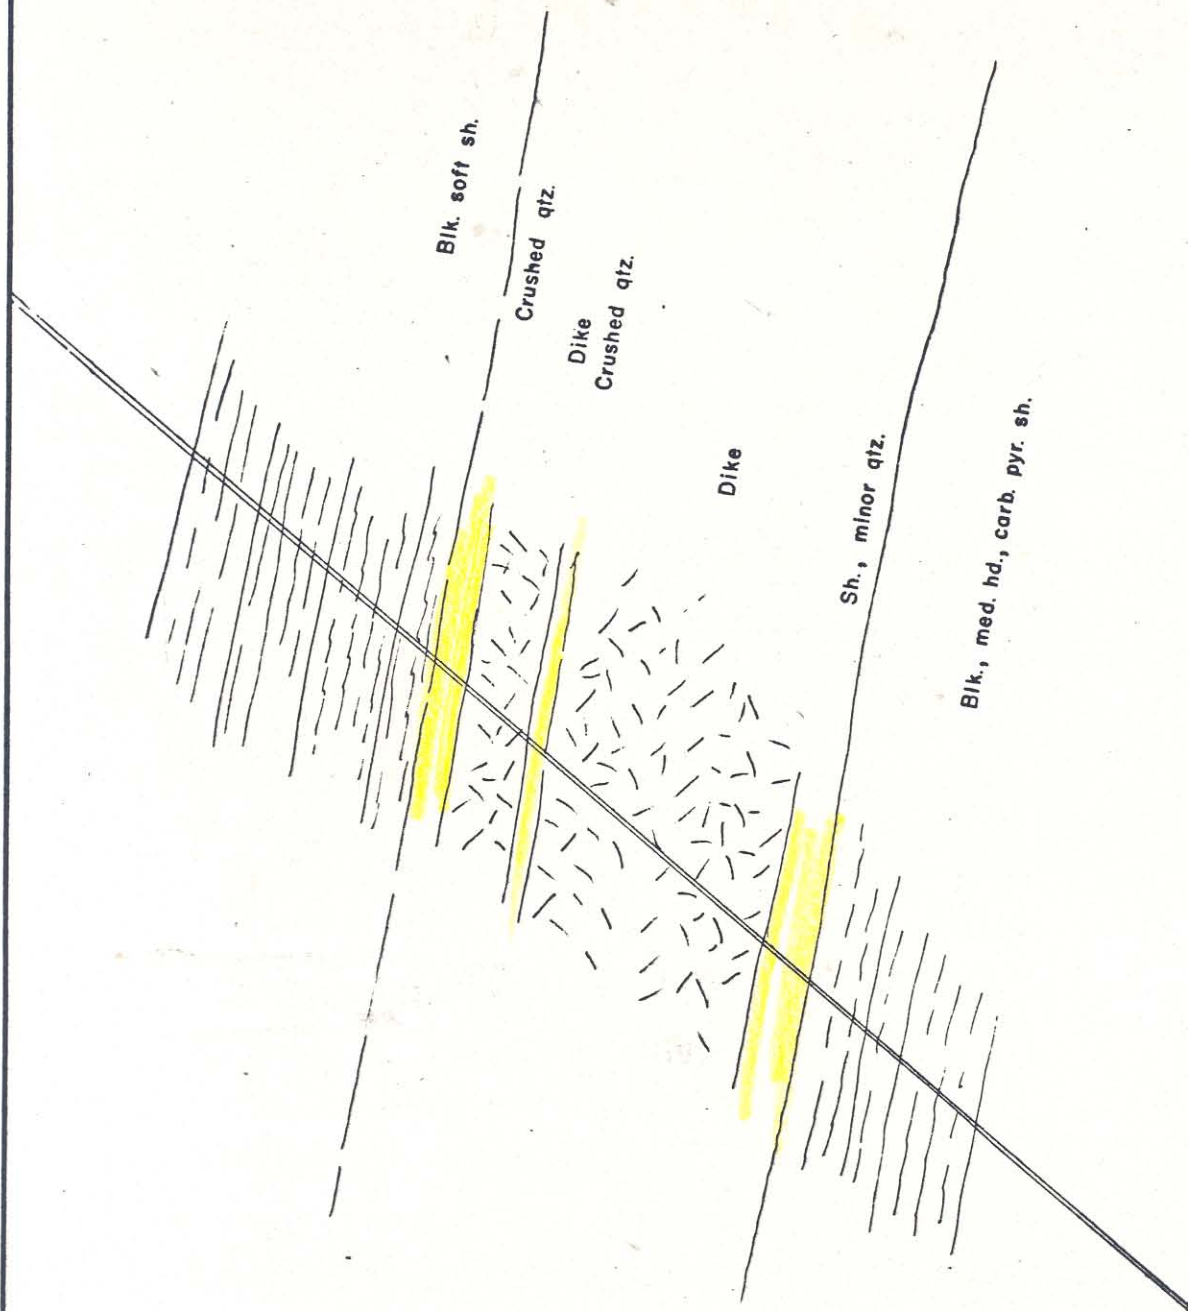 Blk. soft sh.
Crushed qtz.
Dike
Crushed qtz.
Dike
Sh., minor qtz.
Blk., med. hd., carb. pyr. sh.